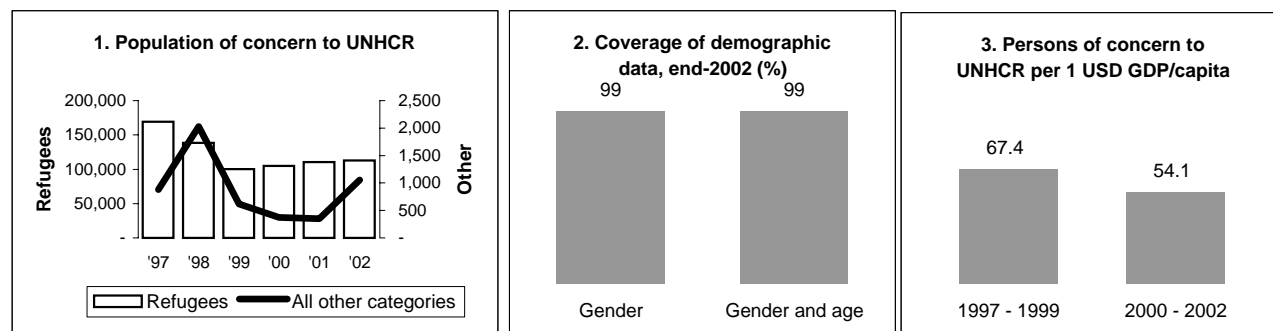 1. Population of concern to UNHCR
200,000
150,000
100,000
50,000
-
Refugees
2,500
2,000
1,500
1,000
500
-
Other
'97 '98 '99 '00 '01 '02
Refugees All other categories
2. Coverage of demographic
data, end-2002 (%)
99 99
Gender Gender and age
3. Persons of concern to
UNHCR per 1 USD GDP/capita
67.4
54.1
1997 - 1999 2000 - 2002